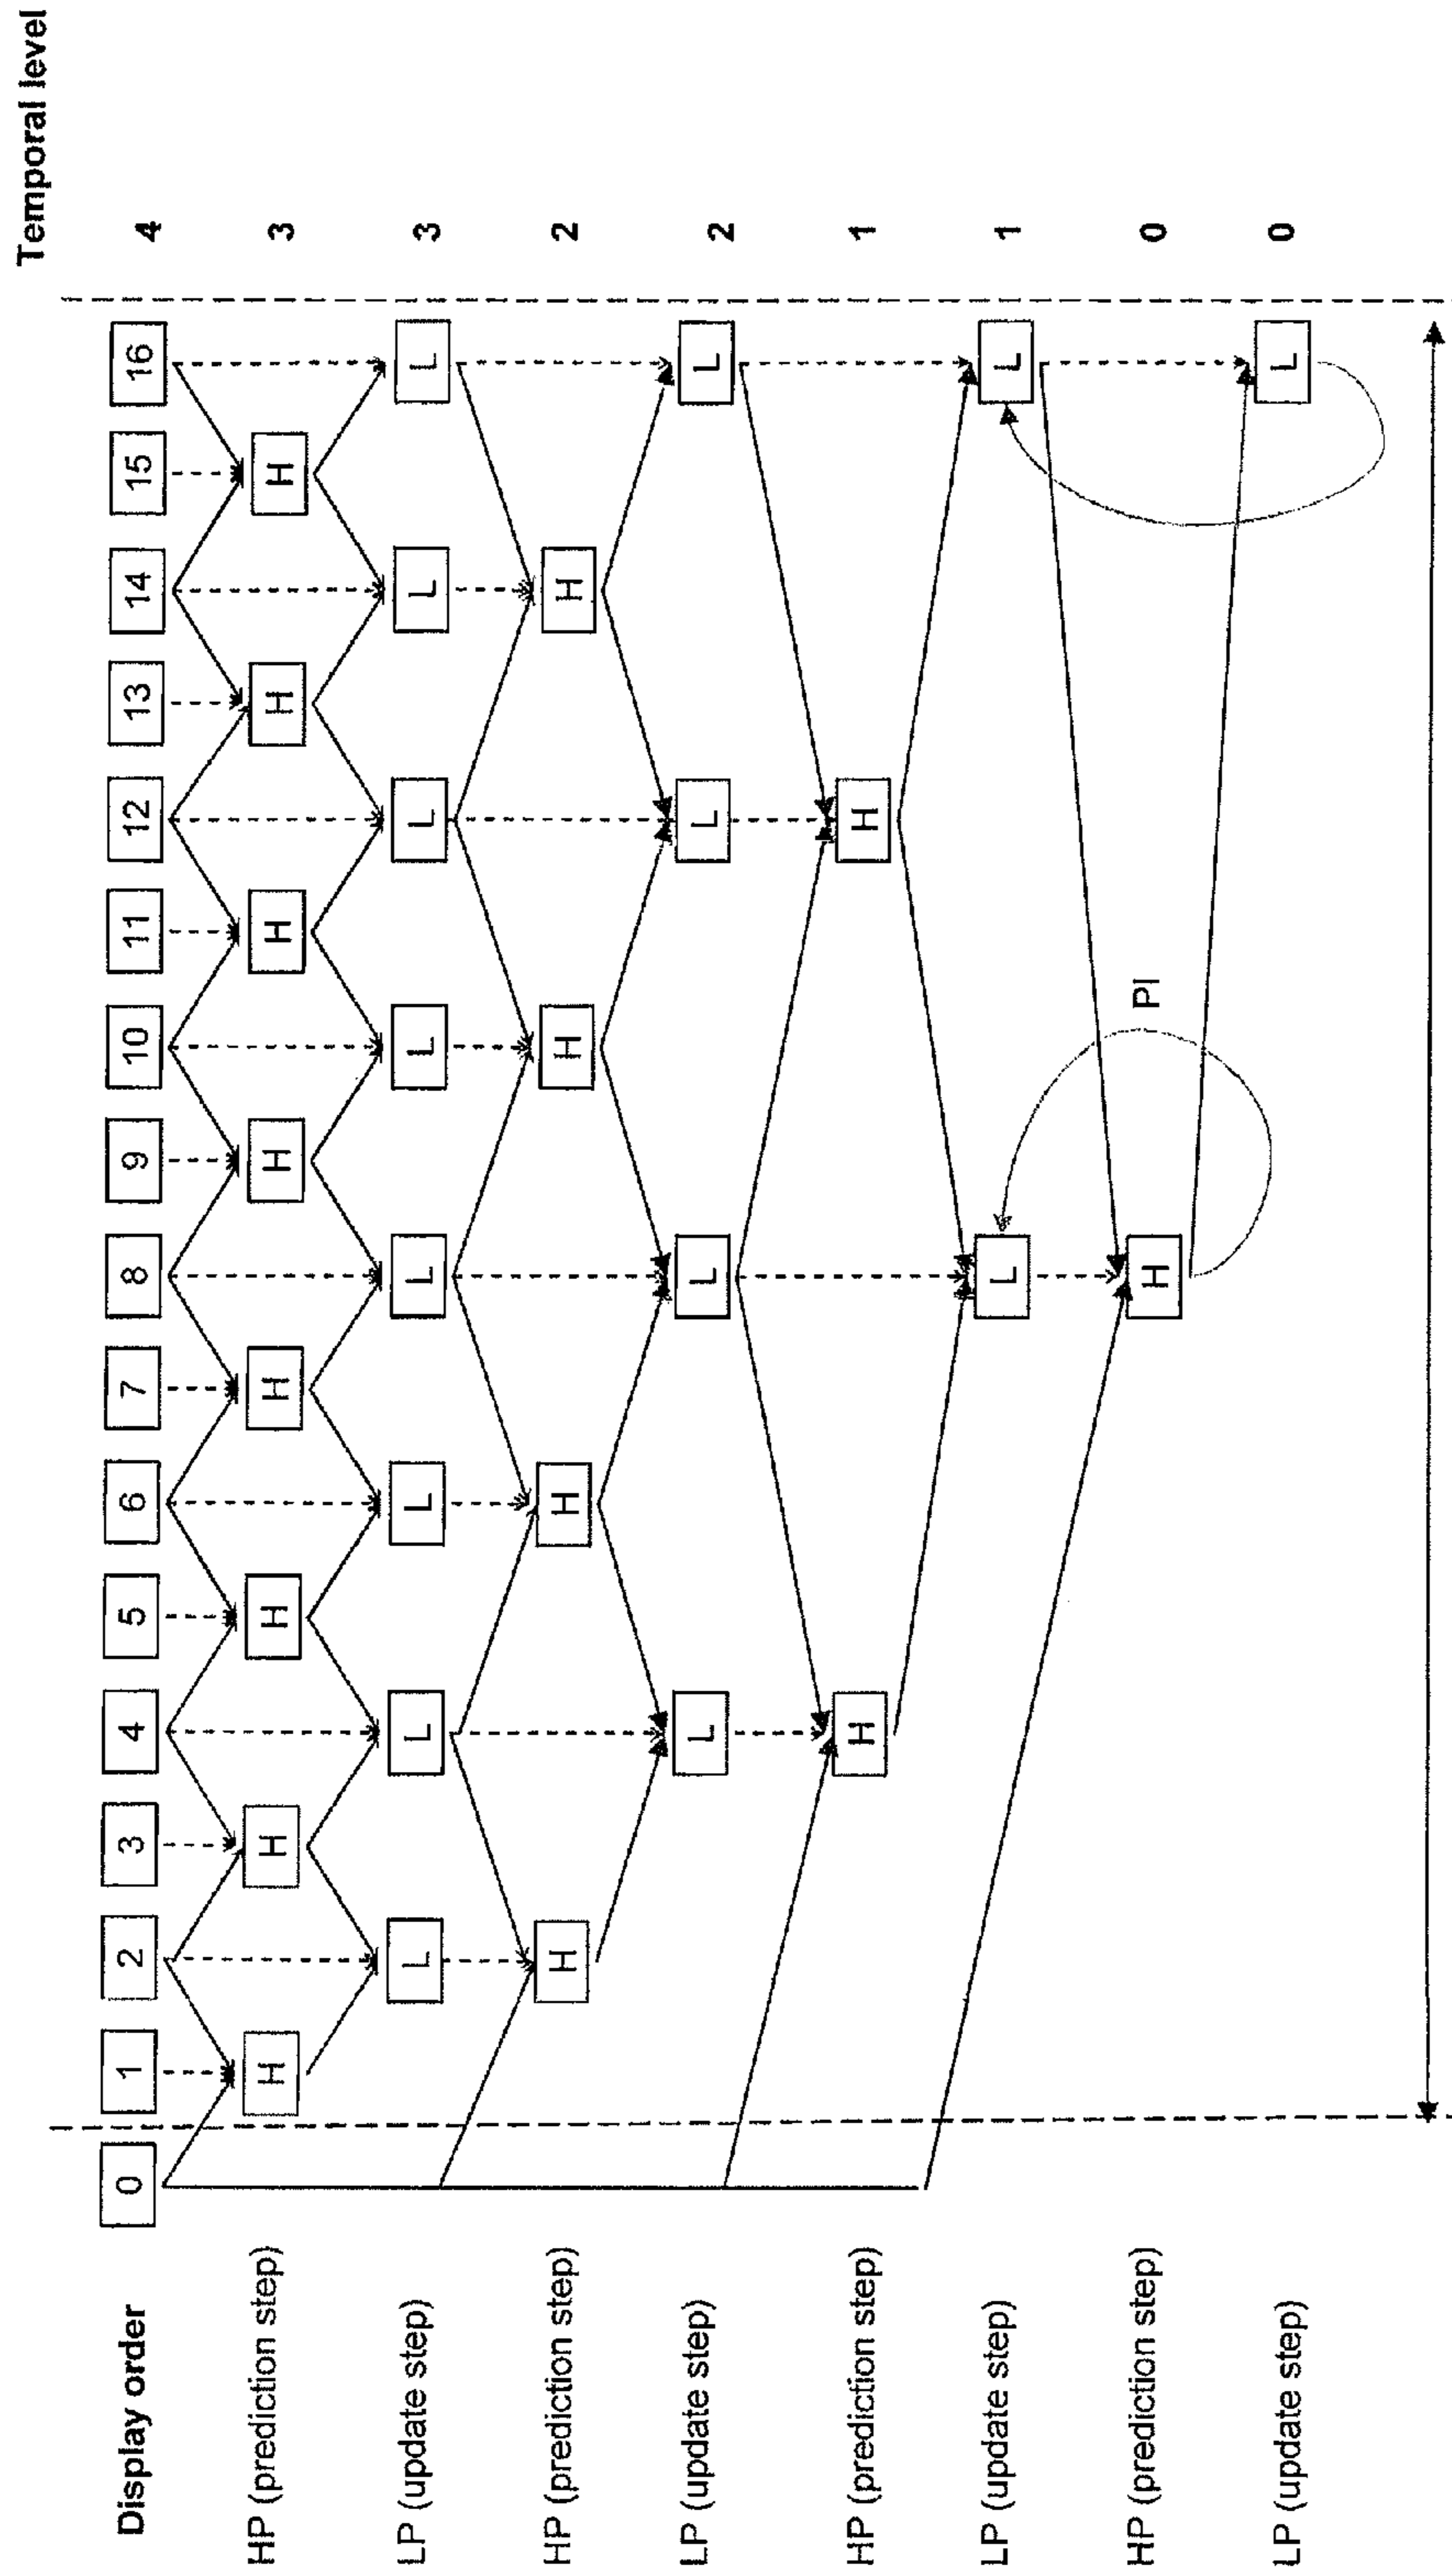 Display order 0 1 2 3 4 5 6 7 8 9 10 11 12 13 14 15 16 4 Temporal level
HP (prediction step) H H H H H H H H 3
LP (update step) L L L L L L L L 3
HP (prediction step) H H H H 2
LP (update step) L L L L 2
HP (prediction step) H H 1
LP (update step) L L 1
HP (prediction step) H PI 0
LP (update step) L 0